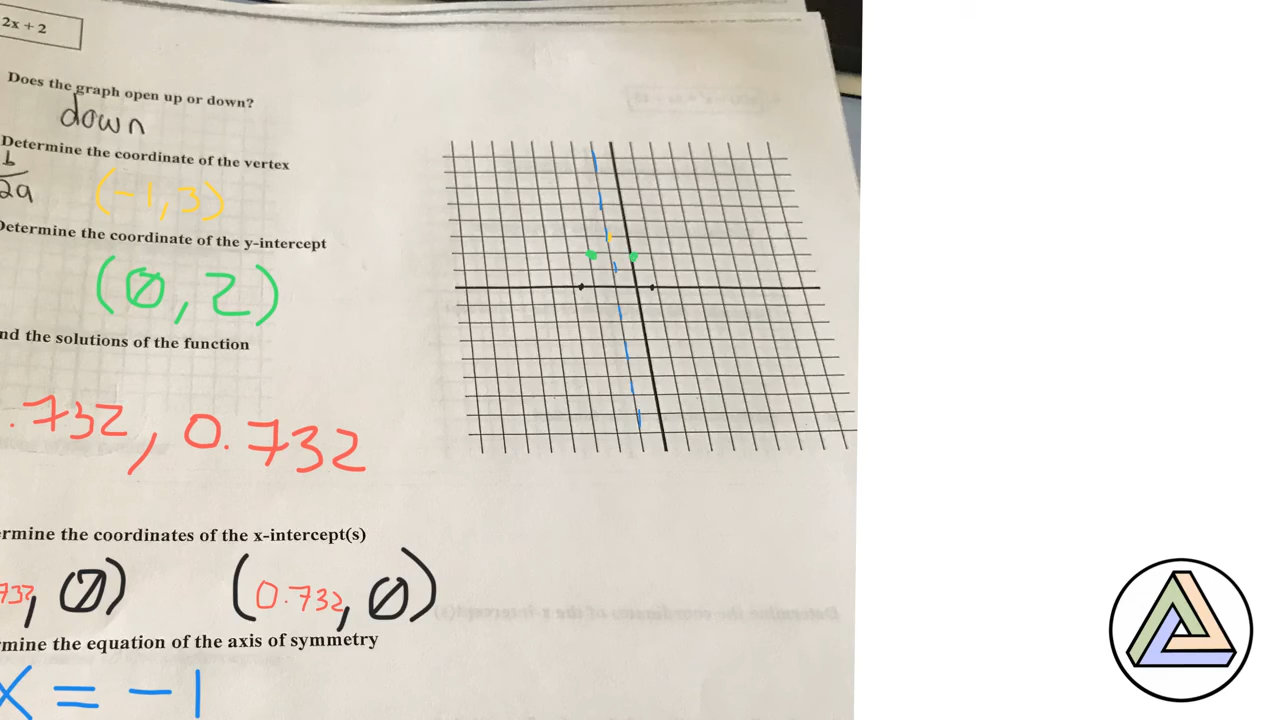 2x + 2
Does the graph open up or down?
down
Determine the coordinate of the vertex
b
2a (-1, 3)
Determine the coordinate of the y-intercept
(0, 2)
nd the solutions of the function
.732, 0.732
ermine the coordinates of the x-intercept(s)
732, 0) (0.732, 0)
mine the equation of the axis of symmetry
x = -1